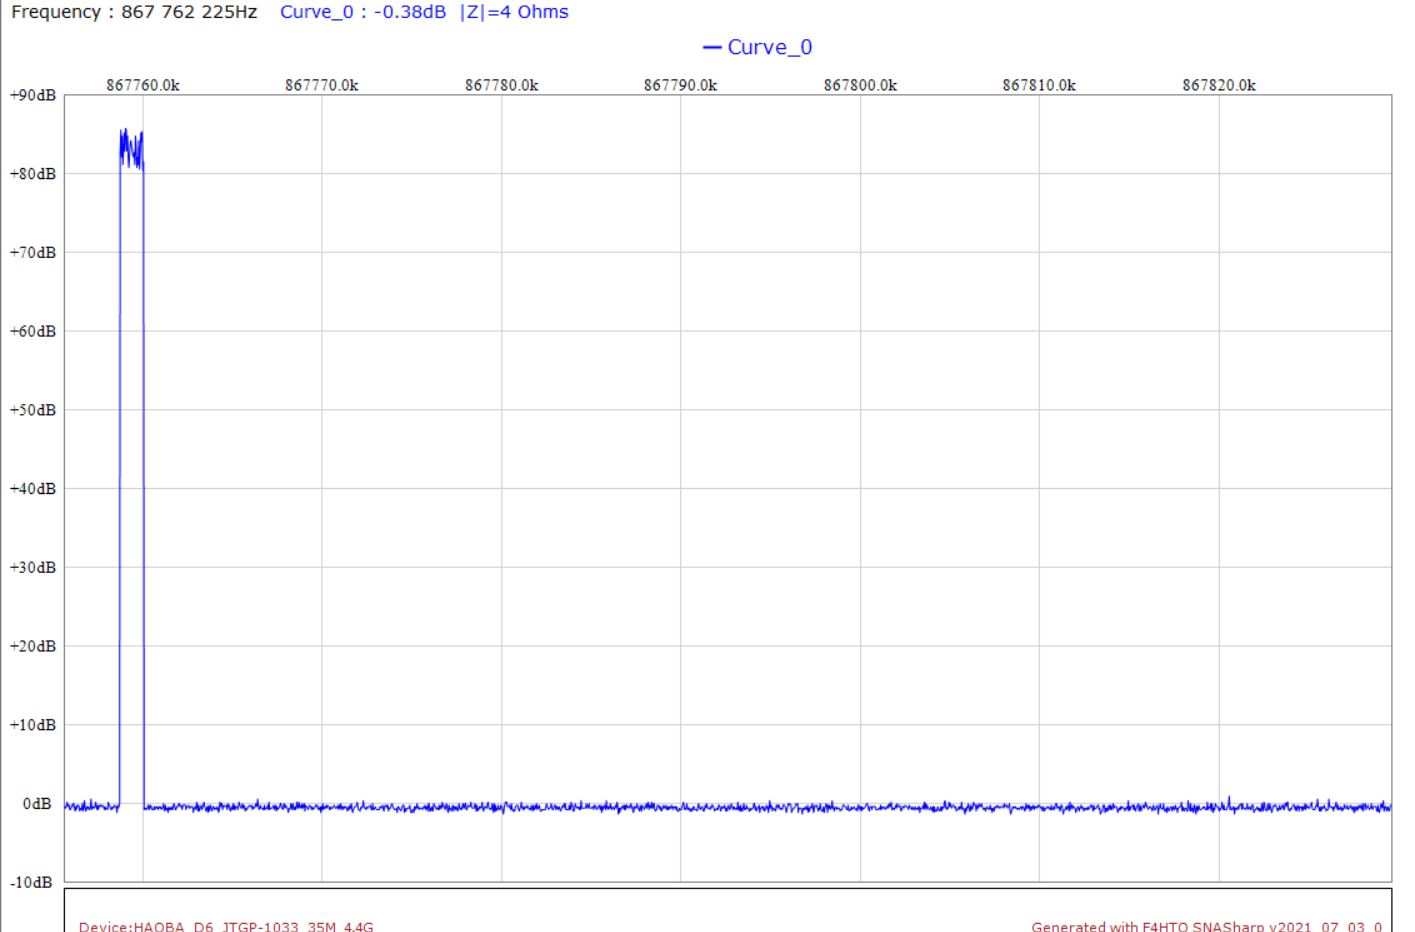 Frequency : 867 762 225Hz Curve_0 : -0.38dB |Z|=4 Ohms
Curve_0
867760.0k 867770.0k 867780.0k 867790.0k 867800.0k 867810.0k 867820.0k
+90dB
+80dB
+70dB
+60dB
+50dB
+40dB
+30dB
+20dB
+10dB
0dB
-10dB
Device:HAOBA_D6_JTGP-1033_35M_4.4G Generated with F4HTO SNASharp v2021_07_03_0